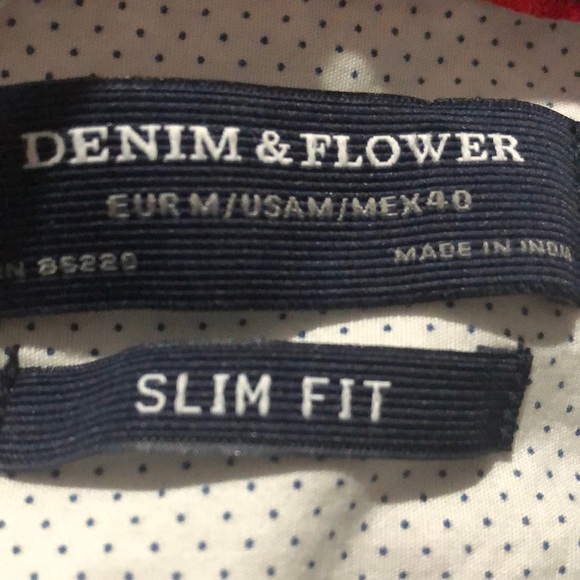 DENIM & FLOWER
EUR M/USAM/MEX40
MADE IN INDIA
SLIM FIT